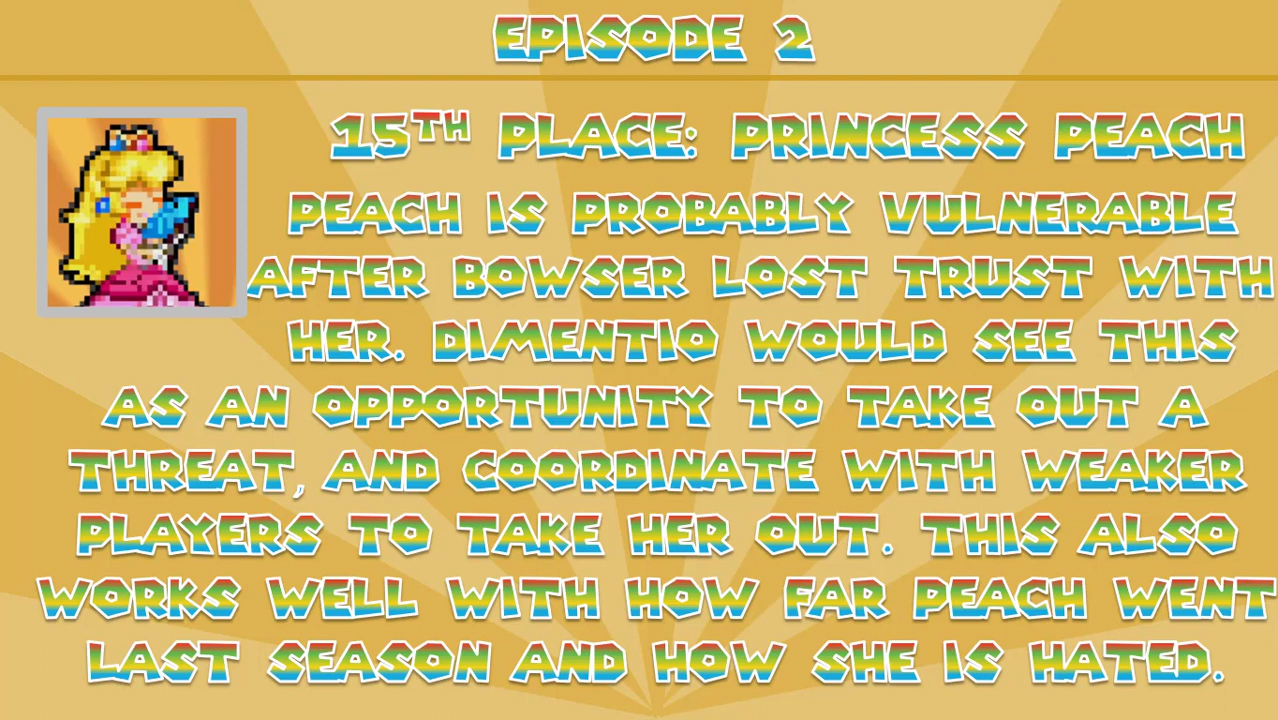 EPISODE 2
15TH PLACE: PRINCESS PEACH
PEACH IS PROBABLY VULNERABLE
AFTER BOWSER LOST TRUST WITH
HER. DIMENTIO WOULD SEE THIS
AS AN OPPORTUNITY TO TAKE OUT A
THREAT, AND COORDINATE WITH WEAKER
PLAYERS TO TAKE HER OUT. THIS ALSO
WORKS WELL WITH HOW FAR PEACH WENT
LAST SEASON AND HOW SHE IS HATED.